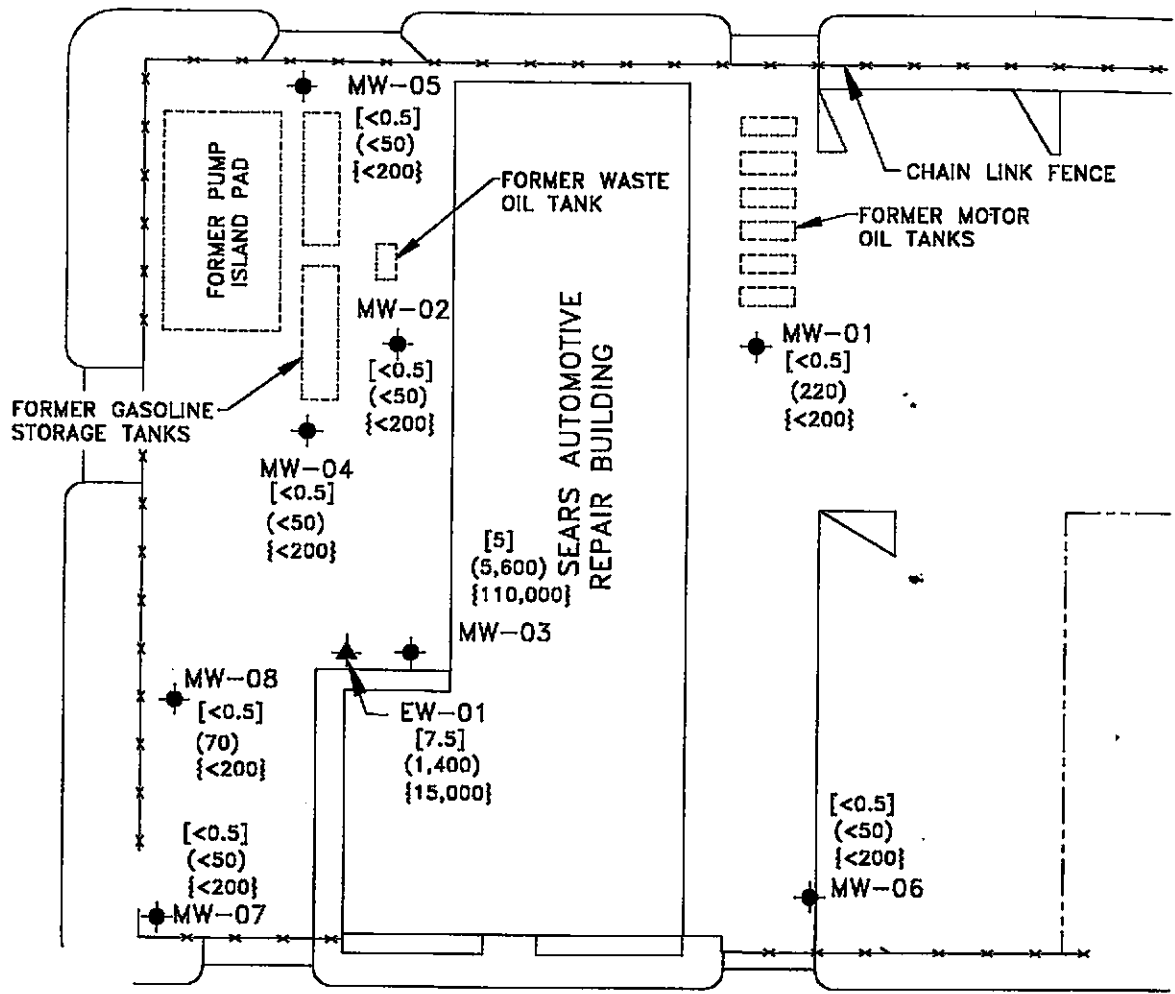 MW-05
[<0.5]
(<50)
{<200}
FORMER PUMP
ISLAND PAD
FORMER WASTE
OIL TANK
CHAIN LINK FENCE
FORMER MOTOR
OIL TANKS
MW-02
[<0.5]
(<50)
{<200}
MW-01
[<0.5]
(220)
{<200}
FORMER GASOLINE
STORAGE TANKS
MW-04
[<0.5]
(<50)
{<200}
SEARS AUTOMOTIVE
REPAIR BUILDING
[5]
(5,600)
{110,000}
MW-03
MW-08
[<0.5]
(70)
{<200}
EW-01
[7.5]
(1,400)
{15,000}
[<0.5]
(<50)
{<200}
MW-07
[<0.5]
(<50)
{<200}
MW-06